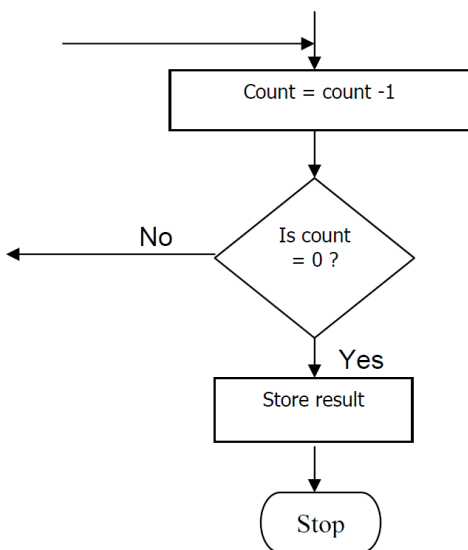 Count = count -1
No
Is count
= 0 ?
Yes
Store result
Stop